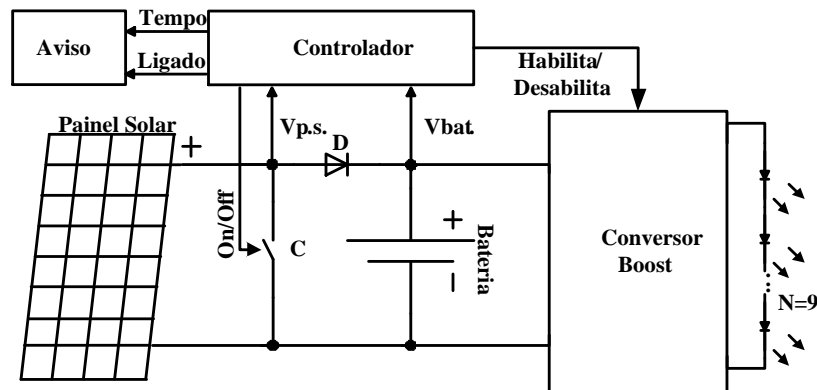 Tempo
Aviso
Controlador
Ligado
Habilita/
Desabilita
Painel Solar
+
Vp.s.
Vbat.
D
On/Off
C
+
Bateria
−
Conversor
Boost
...
N=9